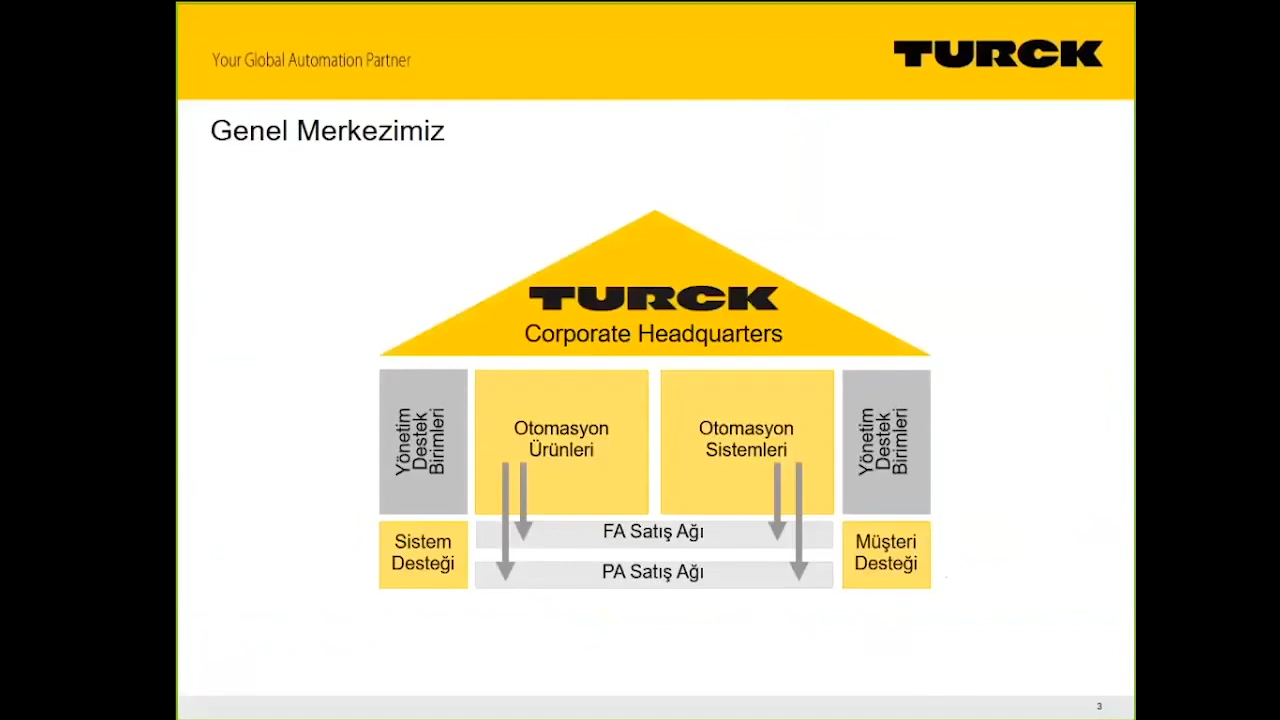 Your Global Automation Partner
TURCK
Genel Merkezimiz
TURCK
Corporate Headquarters
Yönetim
Destek
Birimleri
Otomasyon
Ürünleri
Otomasyon
Sistemleri
Yönetim
Destek
Birimleri
Sistem
Desteği
FA Satış Ağı
PA Satış Ağı
Müşteri
Desteği
3